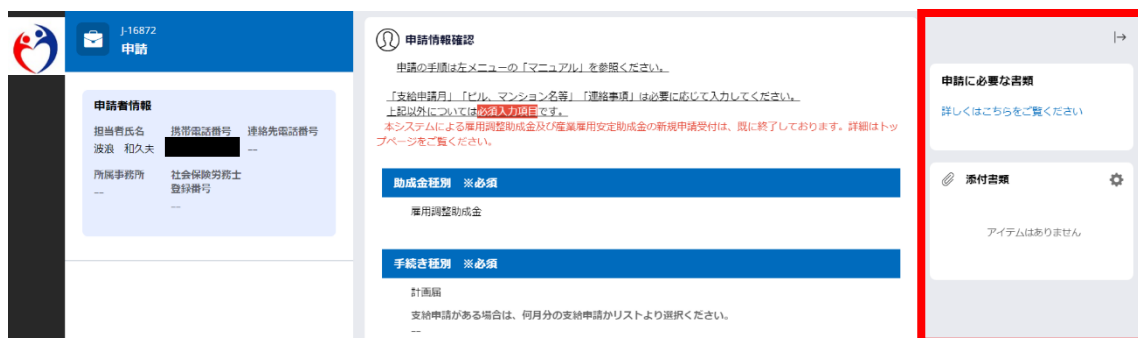 J-16872
申請
申請者情報
担当者氏名 携帯電話番号 連絡先電話番号
波浪 和久夫 --
所属事務所 社会保険労務士
登録番号
--
--
申請情報確認
申請の手順は左メニューの「マニュアル」を参照ください。
「支給申請月」「ビル、マンション名等」「連絡事項」は必要に応じて入力してください。
上記以外については必須入力項目です。
本システムによる雇用調整助成金及び産業雇用安定助成金の新規申請受付は、既に終了しております。詳細はトッ
プページをご覧ください。
助成金種別 ※必須
雇用調整助成金
手続き種別 ※必須
計画届
支給申請がある場合は、何月分の支給申請かリストより選択ください。
--
申請に必要な書類
詳しくはこちらをご覧ください
添付書類
アイテムはありません